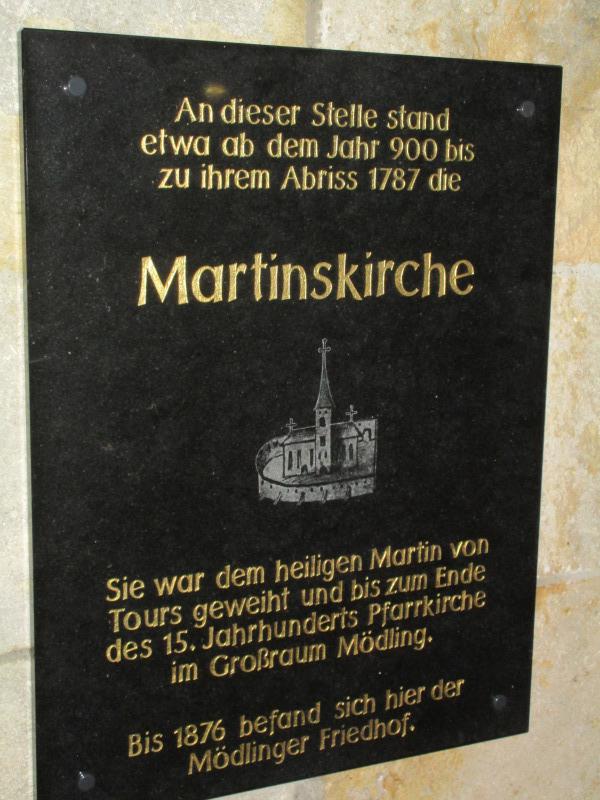 An dieser Stelle stand
etwa ab dem Jahr 900 bis
zu ihrem Abriss 1787 die
Martinskirche
Sie war dem heiligen Martin von
Tours geweiht und bis zum Ende
des 15. Jahrhunderts Pfarrkirche
im Großraum Mödling.
Bis 1876 befand sich hier der
Mödlinger Friedhof.